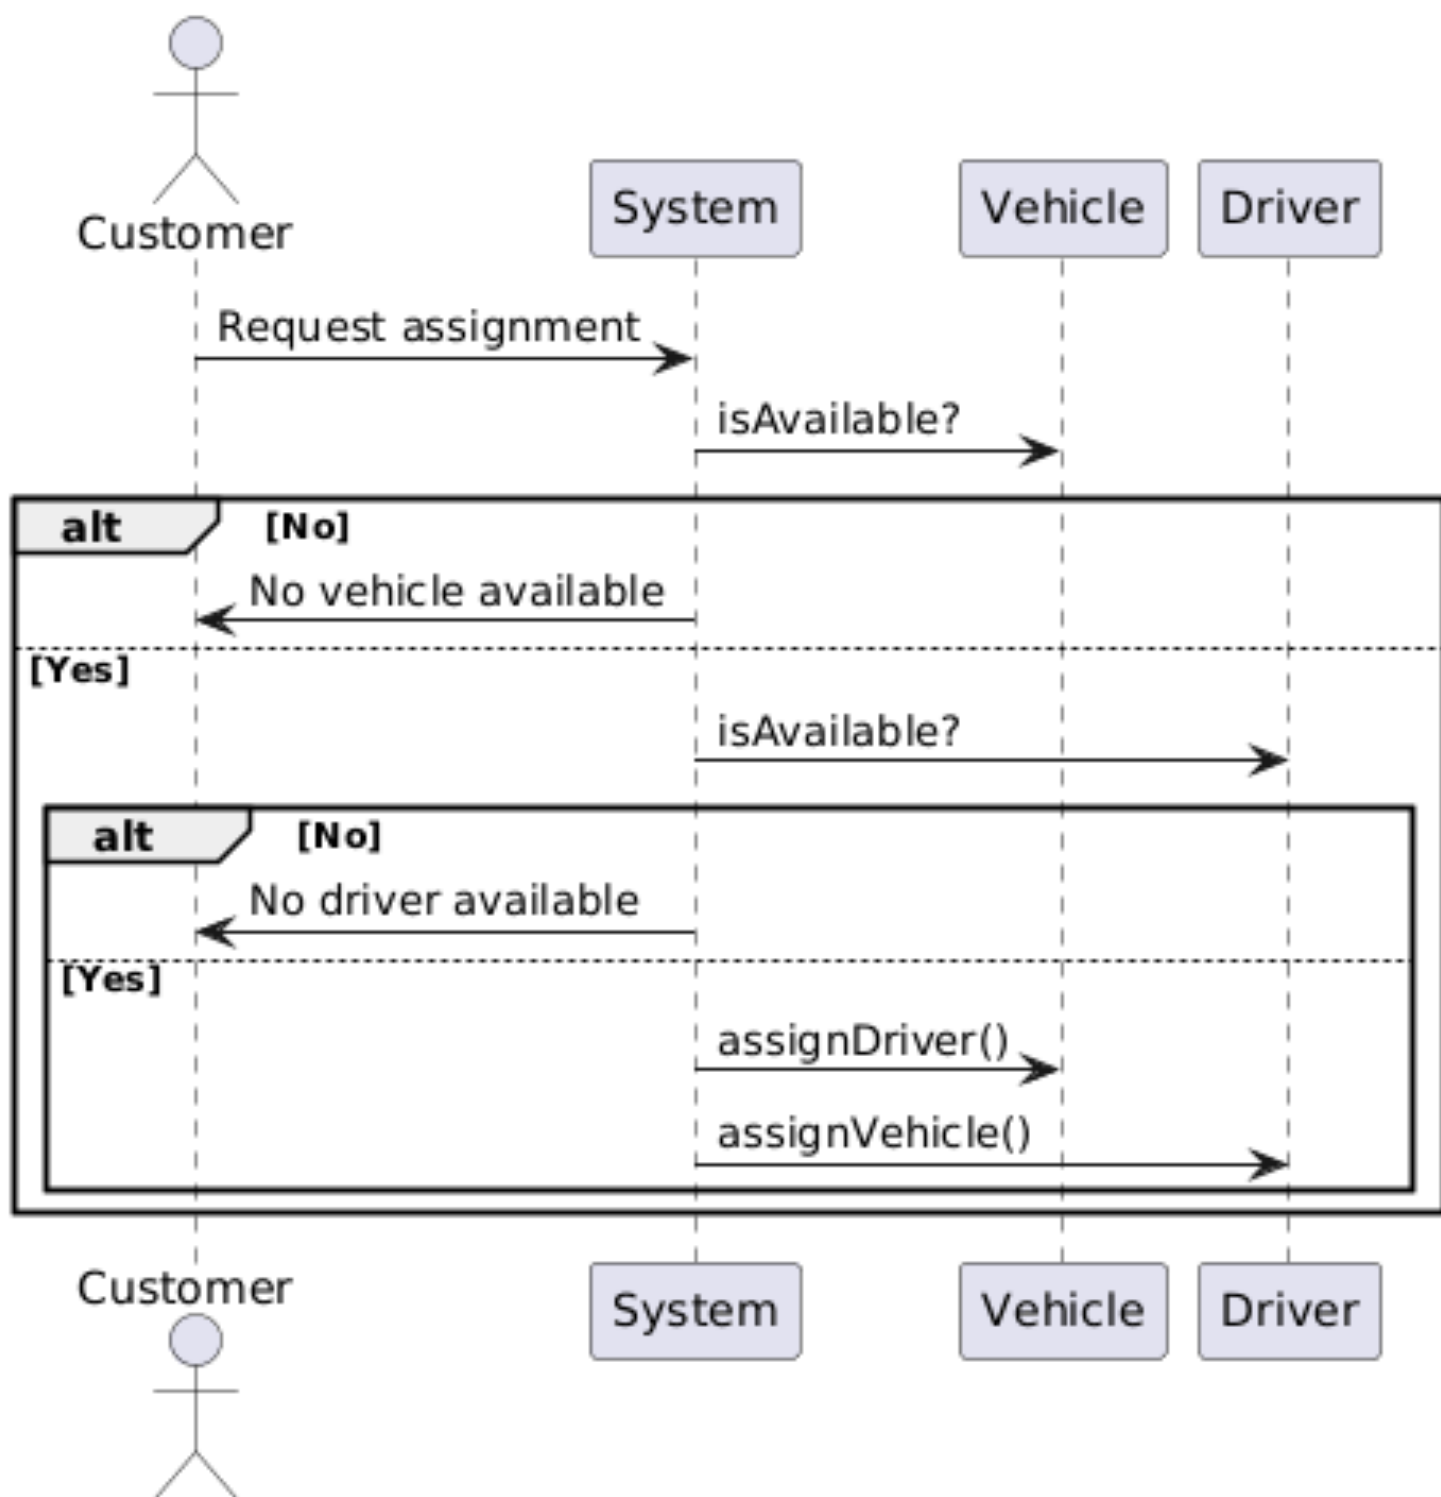 Customer
System
Vehicle
Driver
Request assignment
isAvailable?
alt [No]
No vehicle available
[Yes]
isAvailable?
alt [No]
No driver available
[Yes]
assignDriver()
assignVehicle()
Customer
System
Vehicle
Driver